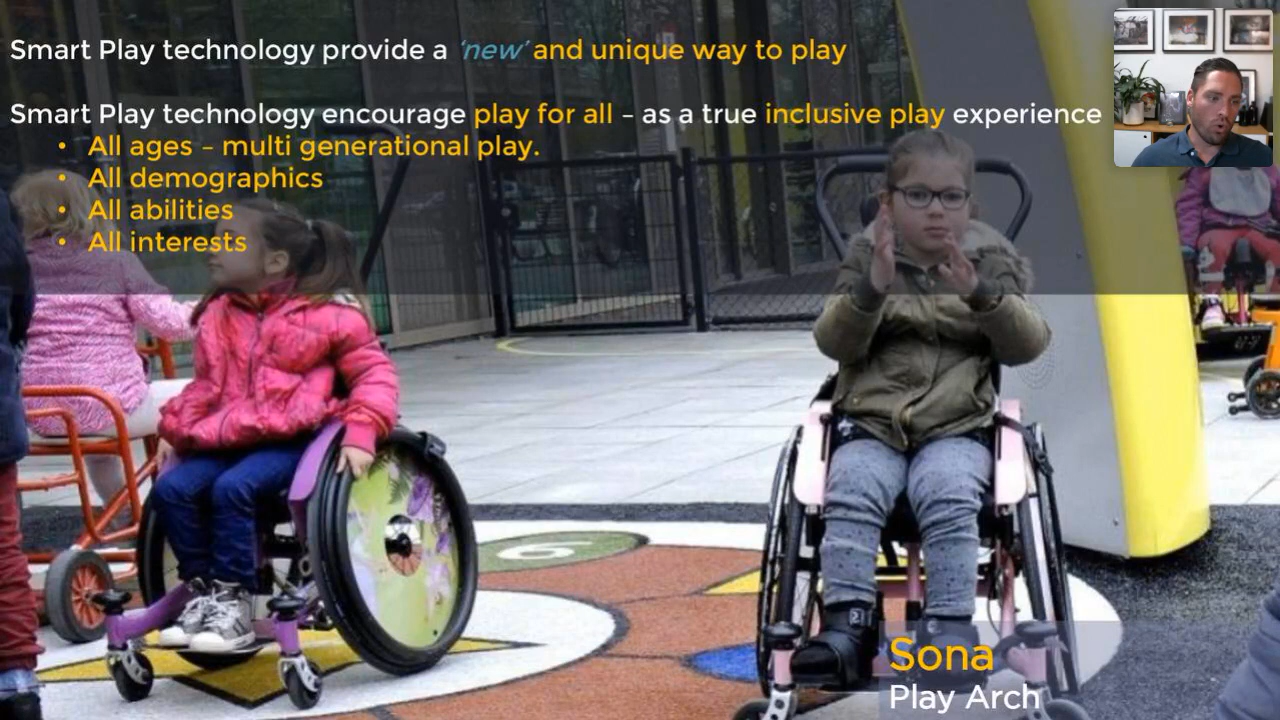 Smart Play technology provide a ‘new’ and unique way to play
Smart Play technology encourage play for all – as a true inclusive play experience
• All ages – multi generational play.
• All demographics
• All abilities
• All interests
6
Sona
Play Arch